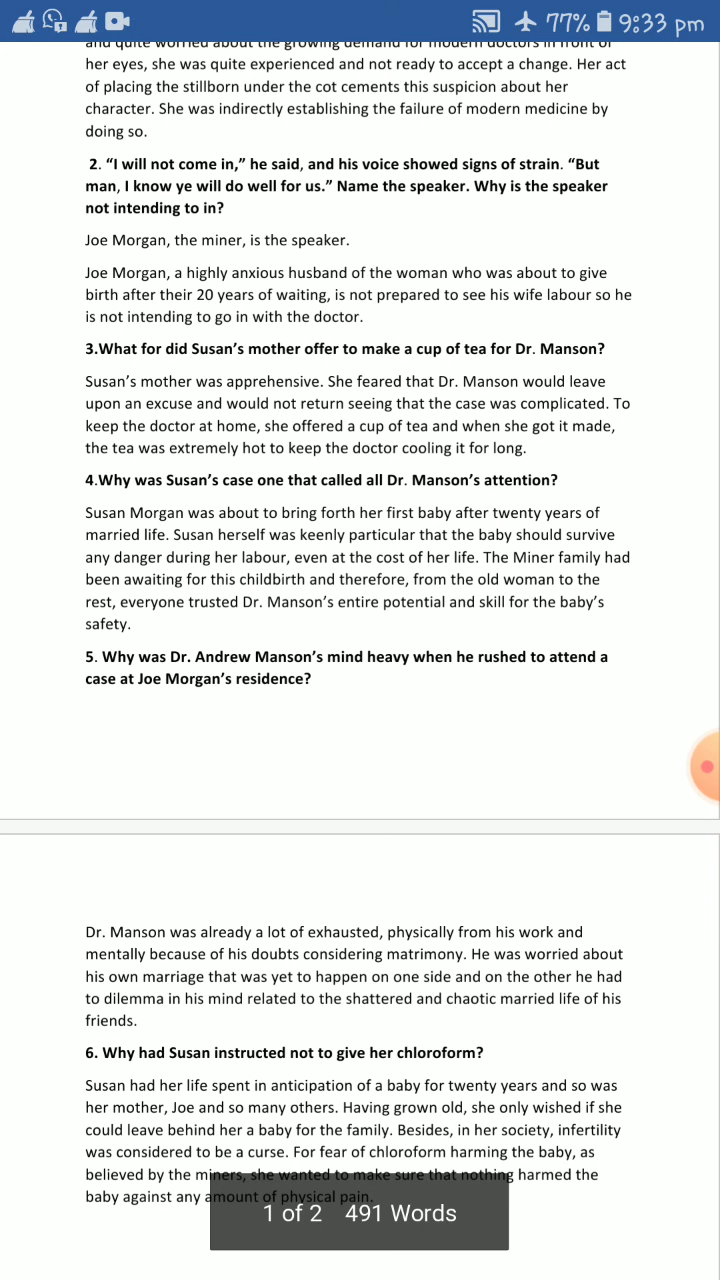 77% 9:33 pm
and quite worried about the growing demand for modern doctors in front of
her eyes, she was quite experienced and not ready to accept a change. Her act
of placing the stillborn under the cot cements this suspicion about her
character. She was indirectly establishing the failure of modern medicine by
doing so.
2. “I will not come in,” he said, and his voice showed signs of strain. “But
man, I know ye will do well for us.” Name the speaker. Why is the speaker
not intending to in?
Joe Morgan, the miner, is the speaker.
Joe Morgan, a highly anxious husband of the woman who was about to give
birth after their 20 years of waiting, is not prepared to see his wife labour so he
is not intending to go in with the doctor.
3.What for did Susan’s mother offer to make a cup of tea for Dr. Manson?
Susan’s mother was apprehensive. She feared that Dr. Manson would leave
upon an excuse and would not return seeing that the case was complicated. To
keep the doctor at home, she offered a cup of tea and when she got it made,
the tea was extremely hot to keep the doctor cooling it for long.
4.Why was Susan’s case one that called all Dr. Manson’s attention?
Susan Morgan was about to bring forth her first baby after twenty years of
married life. Susan herself was keenly particular that the baby should survive
any danger during her labour, even at the cost of her life. The Miner family had
been awaiting for this childbirth and therefore, from the old woman to the
rest, everyone trusted Dr. Manson’s entire potential and skill for the baby’s
safety.
5. Why was Dr. Andrew Manson’s mind heavy when he rushed to attend a
case at Joe Morgan’s residence?
Dr. Manson was already a lot of exhausted, physically from his work and
mentally because of his doubts considering matrimony. He was worried about
his own marriage that was yet to happen on one side and on the other he had
to dilemma in his mind related to the shattered and chaotic married life of his
friends.
6. Why had Susan instructed not to give her chloroform?
Susan had her life spent in anticipation of a baby for twenty years and so was
her mother, Joe and so many others. Having grown old, she only wished if she
could leave behind her a baby for the family. Besides, in her society, infertility
was considered to be a curse. For fear of chloroform harming the baby, as
believed by the miners, she wanted to make sure that nothing harmed the
baby against any amount of physical pain.
1 of 2 491 Words